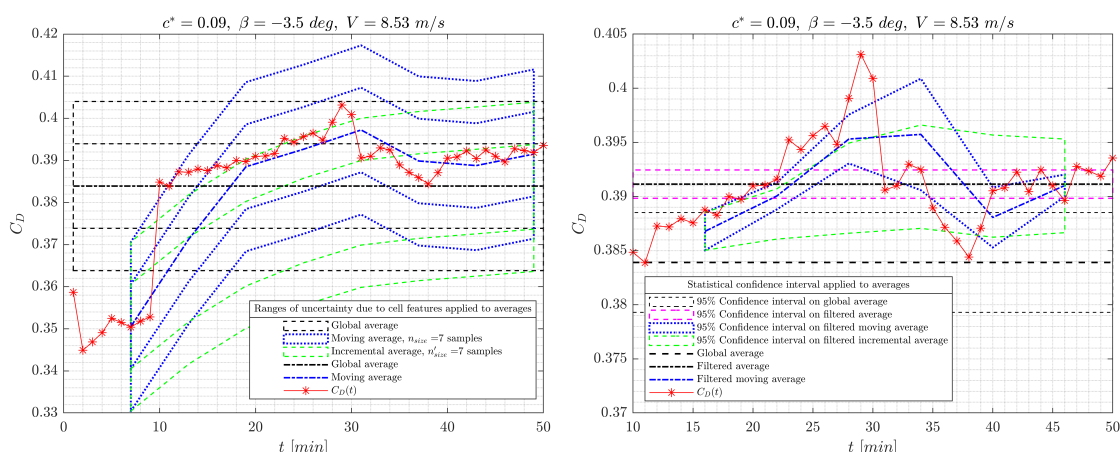 c* = 0.09, β = −3.5 deg, V = 8.53 m/s
0.42
0.41
0.4
0.39
0.38
0.37
0.36
0.35
0.34
0.33
C_D
0 10 20 30 40 50
t [min]
Ranges of uncertainty due to cell features applied to averages
Global average
Moving average, n_size =7 samples
Incremental average, n'_size =7 samples
Global average
Moving average
C_D(t)
c* = 0.09, β = −3.5 deg, V = 8.53 m/s
0.405
0.4
0.395
0.39
0.385
0.38
0.375
0.37
C_D
10 15 20 25 30 35 40 45 50
t [min]
Statistical confidence interval applied to averages
95% Confidence interval on global average
95% Confidence interval on filtered average
95% Confidence interval on filtered moving average
95% Confidence interval on filtered incremental average
Global average
Filtered average
Filtered moving average
C_D(t)